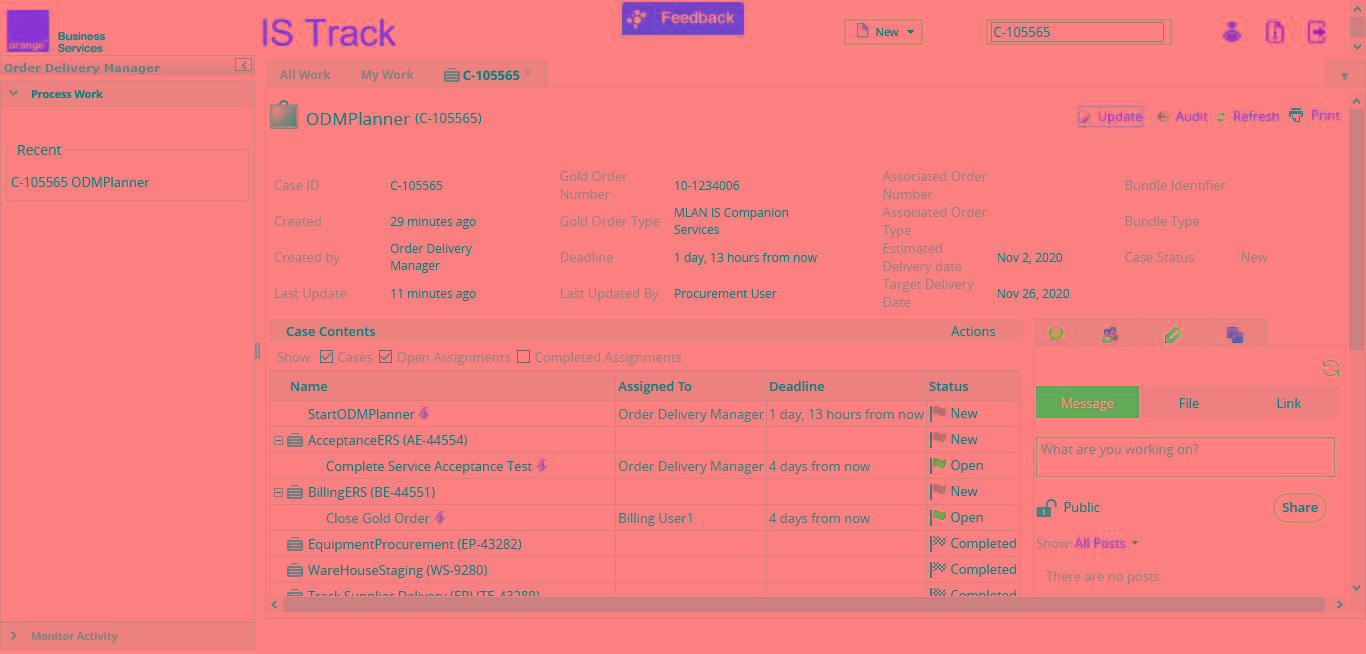 orange
Business
Services
IS Track
Feedback
New
C-105565
Order Delivery Manager
Process Work
Recent
C-105565 ODMPlanner
Monitor Activity
All Work
My Work
C-105565
ODMPlanner (C-105565)
Update
Audit
Refresh
Print
Case ID
C-105565
Gold Order
Number
10-1234006
Associated Order
Number
Bundle Identifier
Created
29 minutes ago
Gold Order Type
MLAN IS Companion
Services
Associated Order
Type
Bundle Type
Created by
Order Delivery
Manager
Deadline
1 day, 13 hours from now
Estimated
Delivery date
Nov 2, 2020
Case Status
New
Last Update
11 minutes ago
Last Updated By
Procurement User
Target Delivery
Date
Nov 26, 2020
Case Contents
Actions
Show: Cases Open Assignments Completed Assignments
Name Assigned To Deadline Status
StartODMPlanner Order Delivery Manager 1 day, 13 hours from now New
AcceptanceERS (AE-44554) New
Complete Service Acceptance Test Order Delivery Manager 4 days from now Open
BillingERS (BE-44551) New
Close Gold Order Billing User1 4 days from now Open
EquipmentProcurement (EP-43282) Completed
WareHouseStaging (WS-9280) Completed
Track Supplier Delivery (EP) (TE-43289) Completed
Message
File
Link
What are you working on?
Public
Share
Show: All Posts
There are no posts